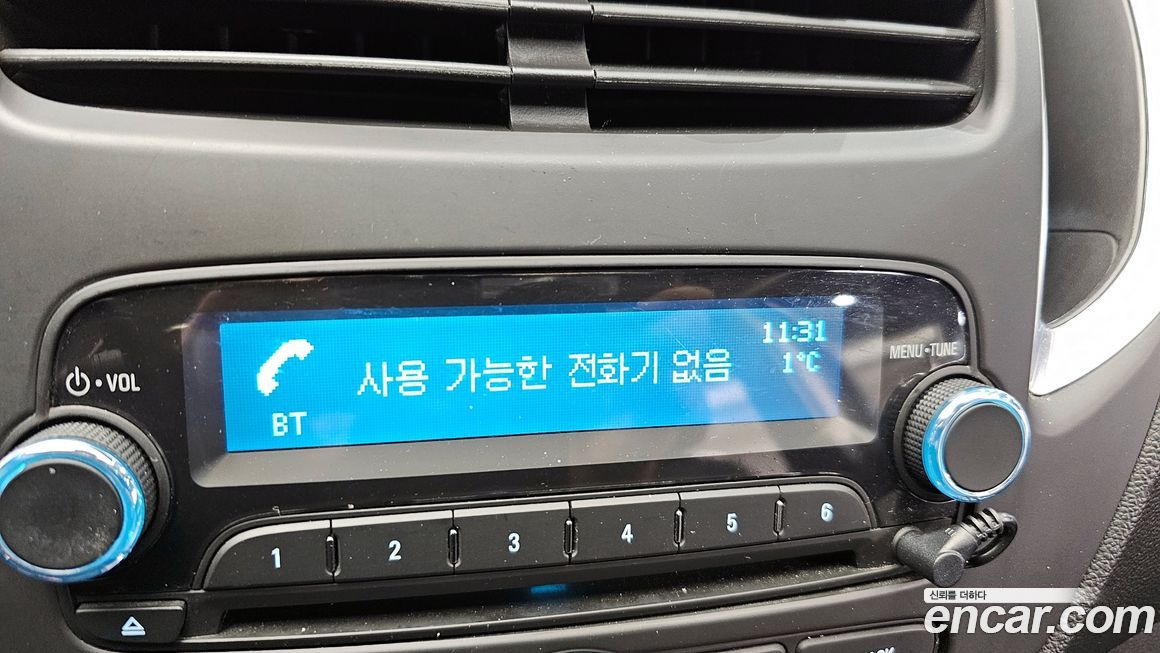 11:31
사용 가능한 전화기 없음
1°C
BT
VOL
MENU•TUNE
1 2 3 4 5 6
신뢰를 더하다
encar.com